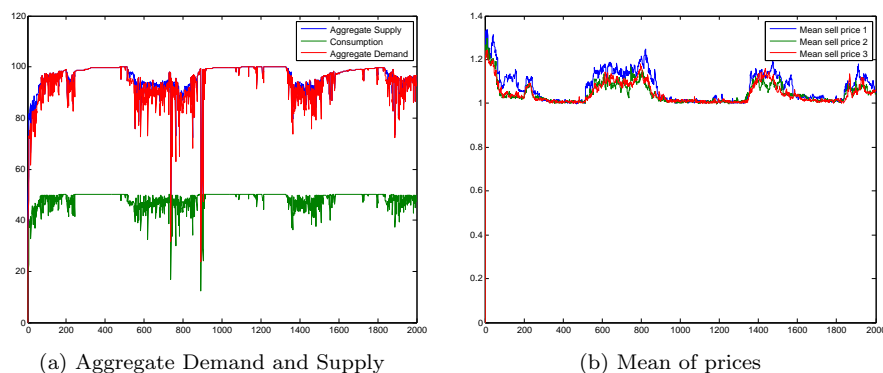 120
100
80
60
40
20
0
0 200 400 600 800 1000 1200 1400 1600 1800 2000
Aggregate Supply
Consumption
Aggregate Demand
(a) Aggregate Demand and Supply
1.4
1.2
1
0.8
0.6
0.4
0.2
0
0 200 400 600 800 1000 1200 1400 1600 1800 2000
Mean sell price 1
Mean sell price 2
Mean sell price 3
(b) Mean of prices